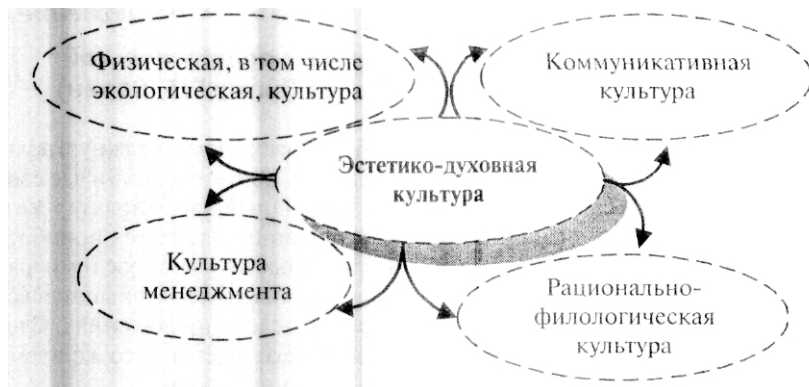 Физическая, в том числе
экологическая, культура
Коммуникативная
культура
Эстетико-духовная
культура
Культура
менеджмента
Рационально-
филологическая
культура